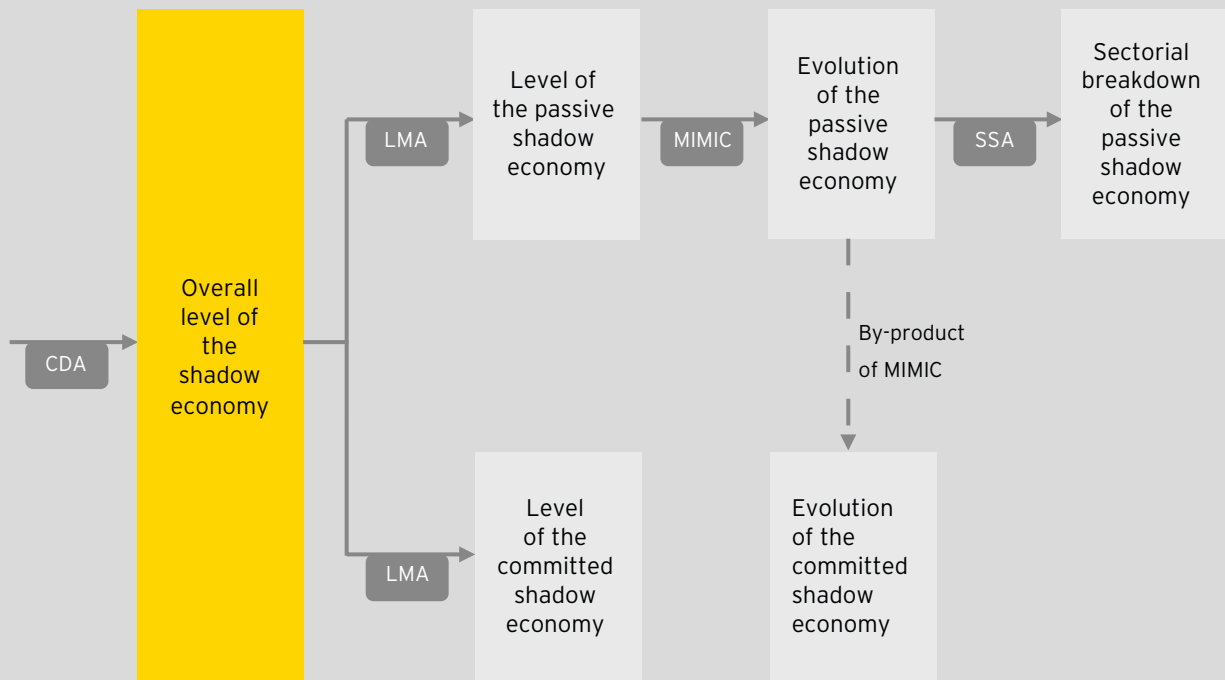 CDA
Overall
level of
the
shadow
economy
LMA
Level of
the passive
shadow
economy
MIMIC
Evolution
of the
passive
shadow
economy
SSA
Sectorial
breakdown
of the
passive
shadow
economy
By-product
of MIMIC
LMA
Level
of the
committed
shadow
economy
Evolution
of the
committed
shadow
economy